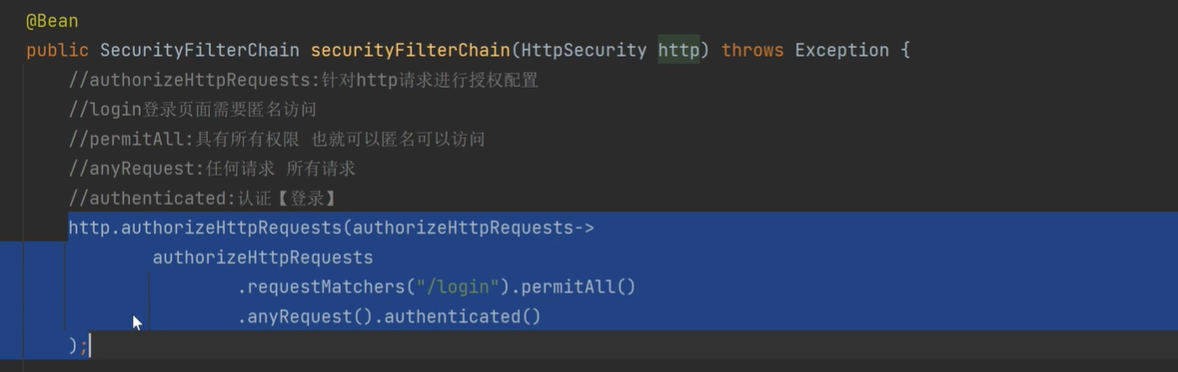 @Bean
public SecurityFilterChain securityFilterChain(HttpSecurity http) throws Exception {
//authorizeHttpRequests:针对http请求进行授权配置
//login登录页面需要匿名访问
//permitAll:具有所有权限 也就可以匿名可以访问
//anyRequest:任何请求 所有请求
//authenticated:认证【登录】
http.authorizeHttpRequests(authorizeHttpRequests->
authorizeHttpRequests
.requestMatchers("/login").permitAll()
.anyRequest().authenticated()
);